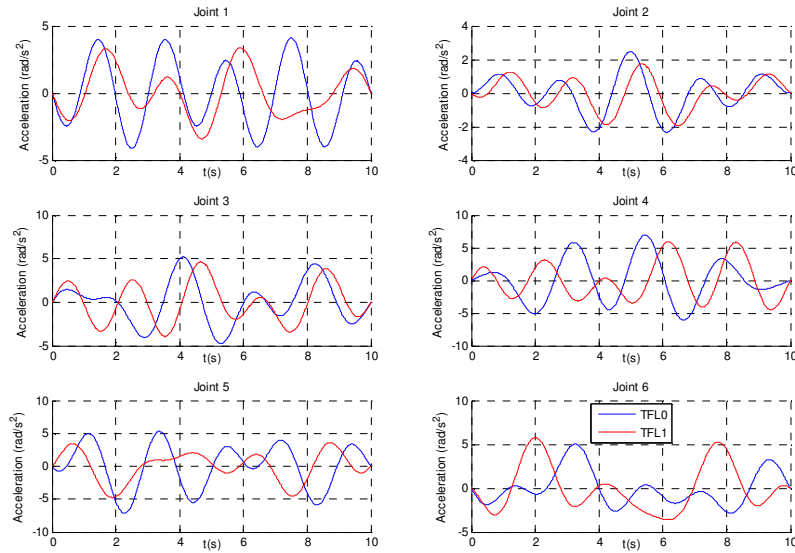 Joint 1
Acceleration (rad/s²)
5
0
-5
0 2 4 6 8 10
t(s)
Joint 2
Acceleration (rad/s²)
4
2
0
-2
-4
0 2 4 6 8 10
t(s)
Joint 3
Acceleration (rad/s²)
10
5
0
-5
0 2 4 6 8 10
t(s)
Joint 4
Acceleration (rad/s²)
10
5
0
-5
-10
0 2 4 6 8 10
t(s)
Joint 5
Acceleration (rad/s²)
10
5
0
-5
-10
0 2 4 6 8 10
t(s)
Joint 6
Acceleration (rad/s²)
10
5
0
-5
0 2 4 6 8 10
t(s)
TFL0
TFL1